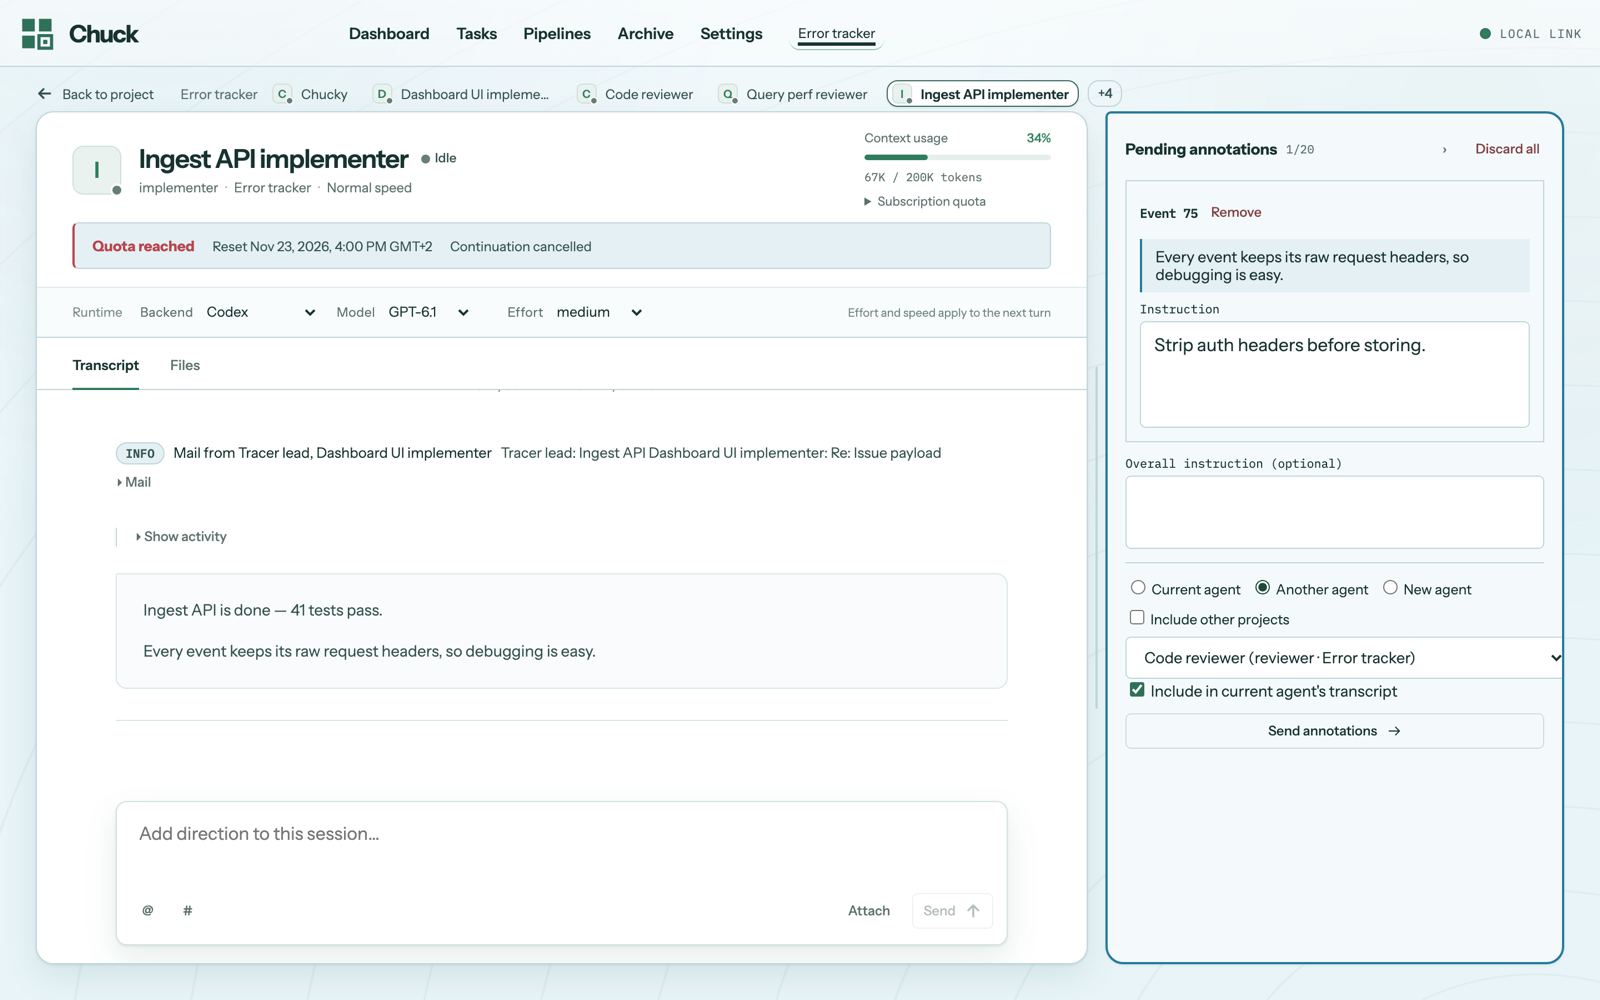 Chuck
Dashboard Tasks Pipelines Archive Settings Error tracker
LOCAL LINK
Back to project Error tracker C Chucky D Dashboard UI impleme... C Code reviewer Q Query perf reviewer I Ingest API implementer +4
I
Ingest API implementer Idle
implementer · Error tracker · Normal speed
Context usage 34%
67K / 200K tokens
Subscription quota
Quota reached Reset Nov 23, 2026, 4:00 PM GMT+2 Continuation cancelled
Runtime Backend Codex Model GPT-6.1 Effort medium Effort and speed apply to the next turn
Transcript Files
INFO Mail from Tracer lead, Dashboard UI implementer Tracer lead: Ingest API Dashboard UI implementer: Re: Issue payload
Mail
Show activity
Ingest API is done — 41 tests pass.
Every event keeps its raw request headers, so debugging is easy.
Add direction to this session...
@ # Attach Send
Pending annotations 1/20 › Discard all
Event 75 Remove
Every event keeps its raw request headers, so
debugging is easy.
Instruction
Strip auth headers before storing.
Overall instruction (optional)
Current agent Another agent New agent
Include other projects
Code reviewer (reviewer · Error tracker)
Include in current agent's transcript
Send annotations →